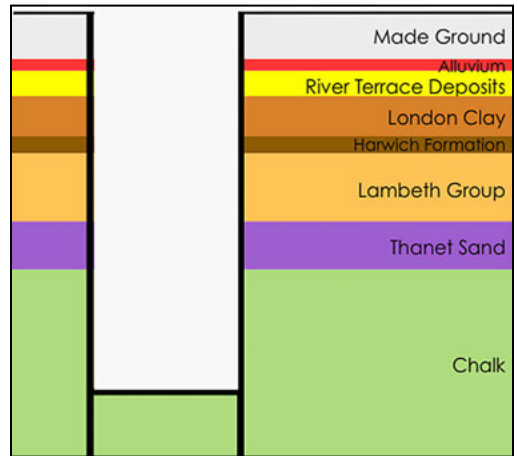 Made Ground
Alluvium
River Terrace Deposits
London Clay
Harwich Formation
Lambeth Group
Thanet Sand
Chalk